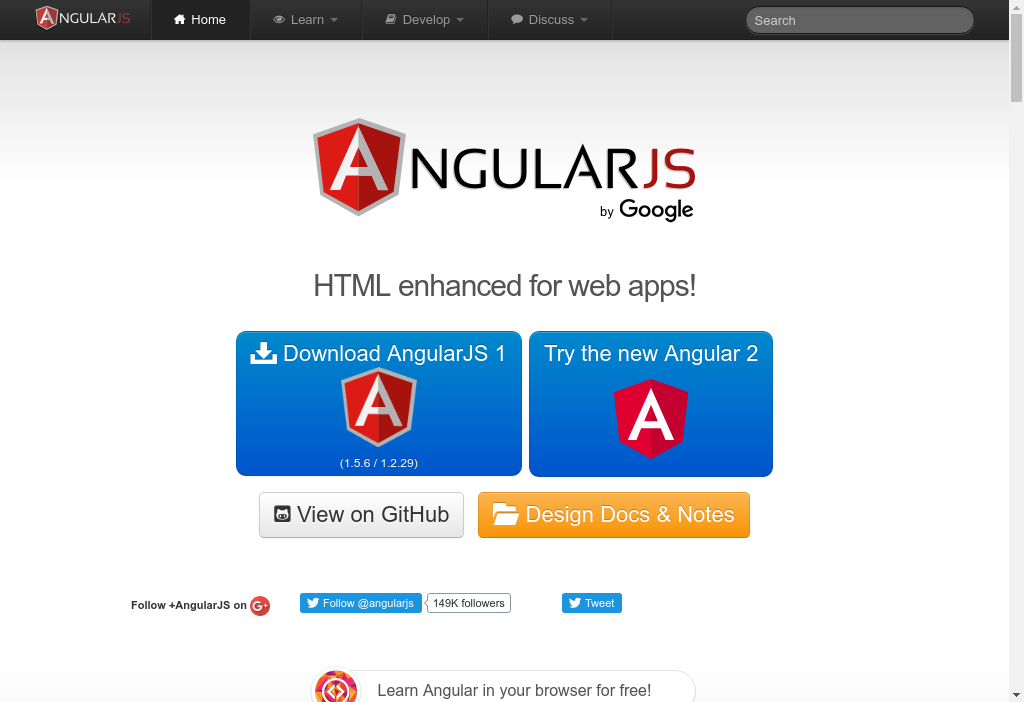 ANGULARJS Home Learn Develop Discuss Search
ANGULARJS
by Google
HTML enhanced for web apps!
Download AngularJS 1
(1.5.6 / 1.2.29)
Try the new Angular 2
View on GitHub
Design Docs & Notes
Follow +AngularJS on G+
Follow @angularjs 149K followers
Tweet
Learn Angular in your browser for free!